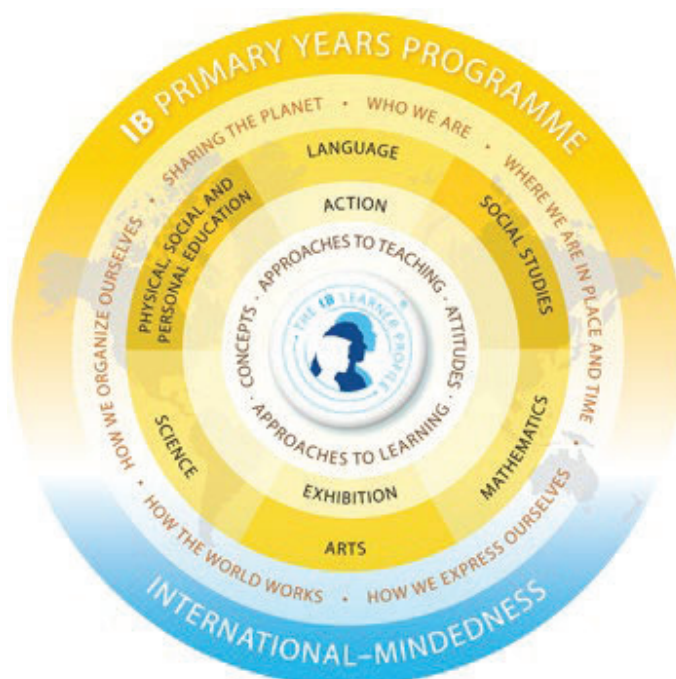 IB PRIMARY YEARS PROGRAMME
SHARING THE PLANET • WHO WE ARE • WHERE WE ARE IN PLACE AND TIME •
HOW WE EXPRESS OURSELVES • HOW THE WORLD WORKS • HOW WE ORGANIZE OURSELVES •
LANGUAGE
SOCIAL STUDIES
MATHEMATICS
ARTS
SCIENCE
PHYSICAL, SOCIAL AND
PERSONAL EDUCATION
ACTION
EXHIBITION
APPROACHES TO TEACHING · ATTITUDES ·
APPROACHES TO LEARNING · CONCEPTS ·
THE IB LEARNER PROFILE
®
INTERNATIONAL–MINDEDNESS